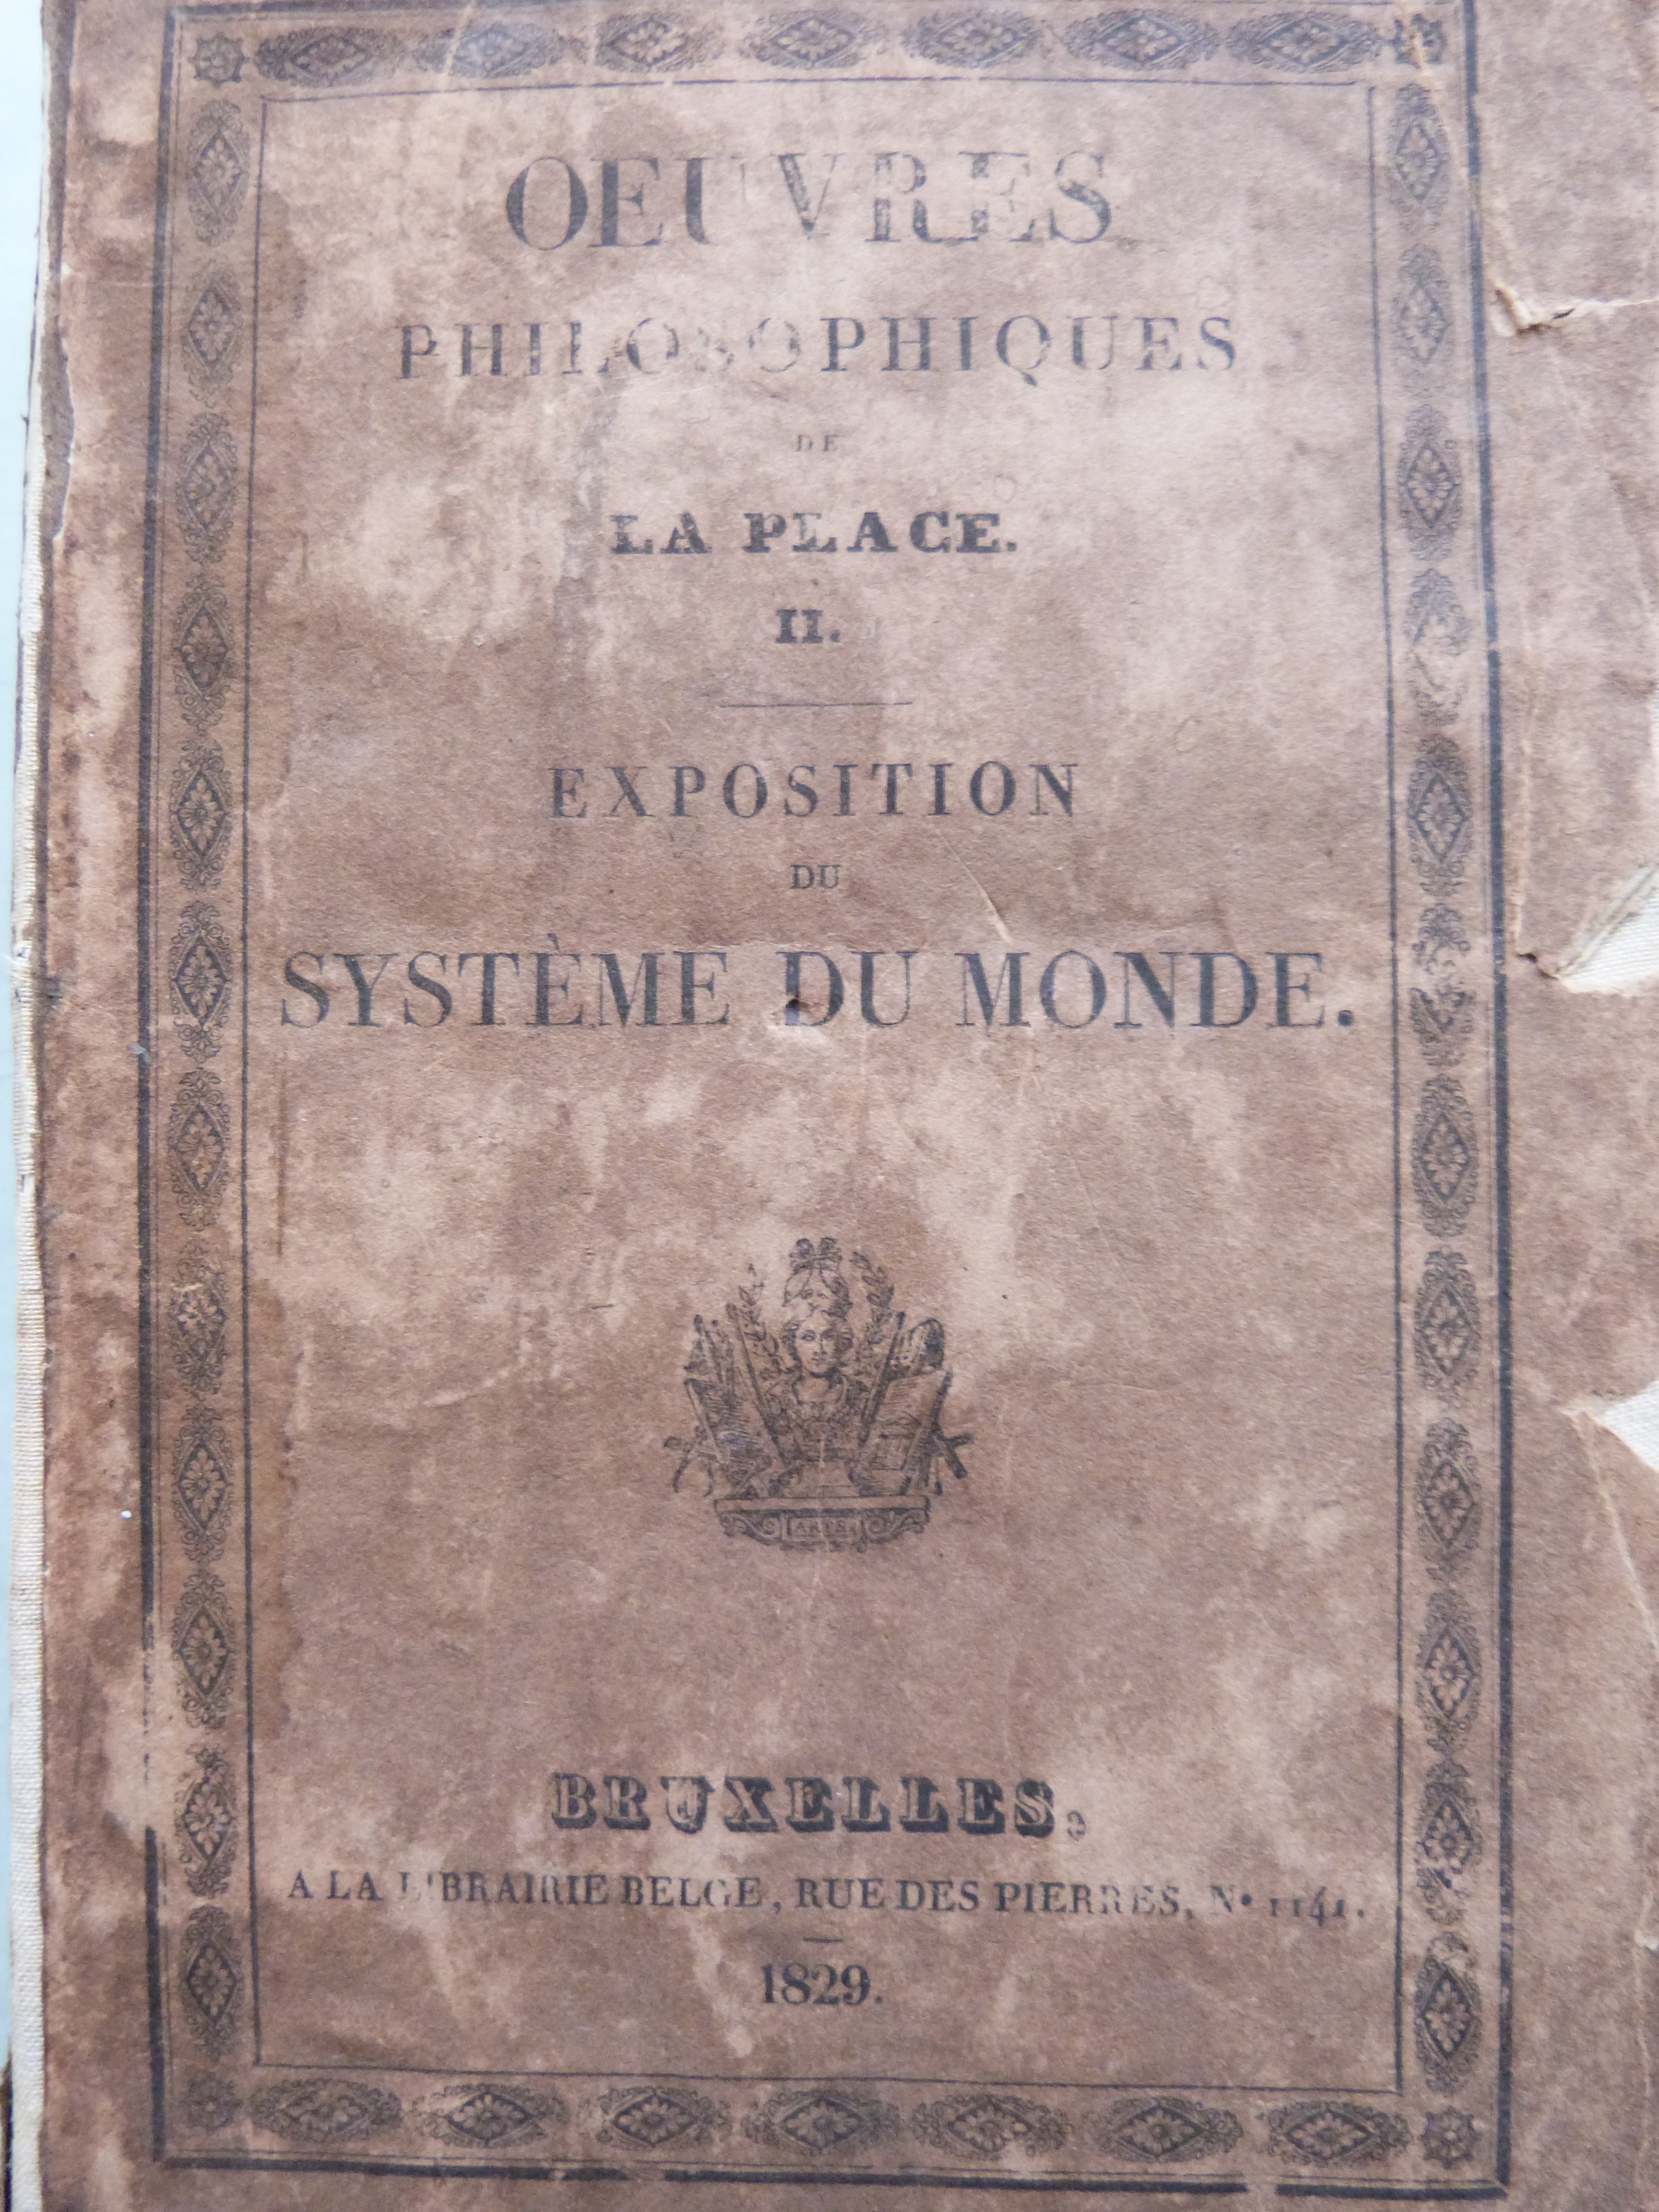 OEUVRES
PHILOSOPHIQUES
DE
LA PLACE.
II.
EXPOSITION
DU
SYSTÈME DU MONDE.
ARTS
BRUXELLES,
A LA LIBRAIRIE BELGE, RUE DES PIERRES, N° 1141.
1829.